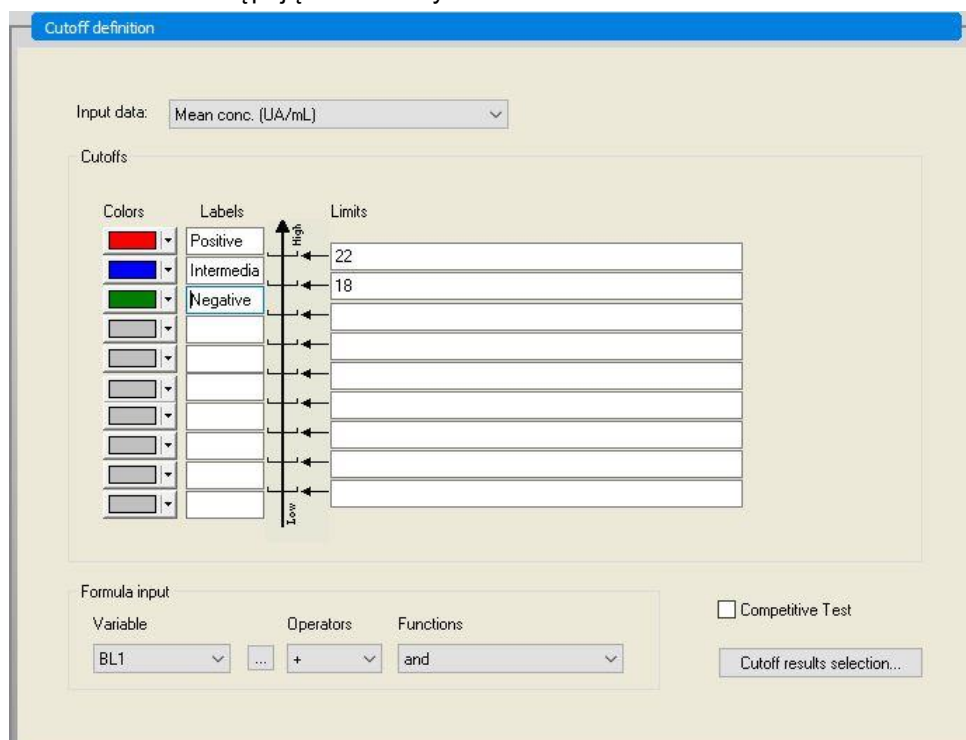 Cutoff definition
Input data: Mean conc. (UA/mL)
Cutoffs
Colors Labels Limits
High
Positive
22
Intermedia
18
Negative
Low
Formula input
Variable Operators Functions
BL1 ... + and
Competitive Test
Cutoff results selection...